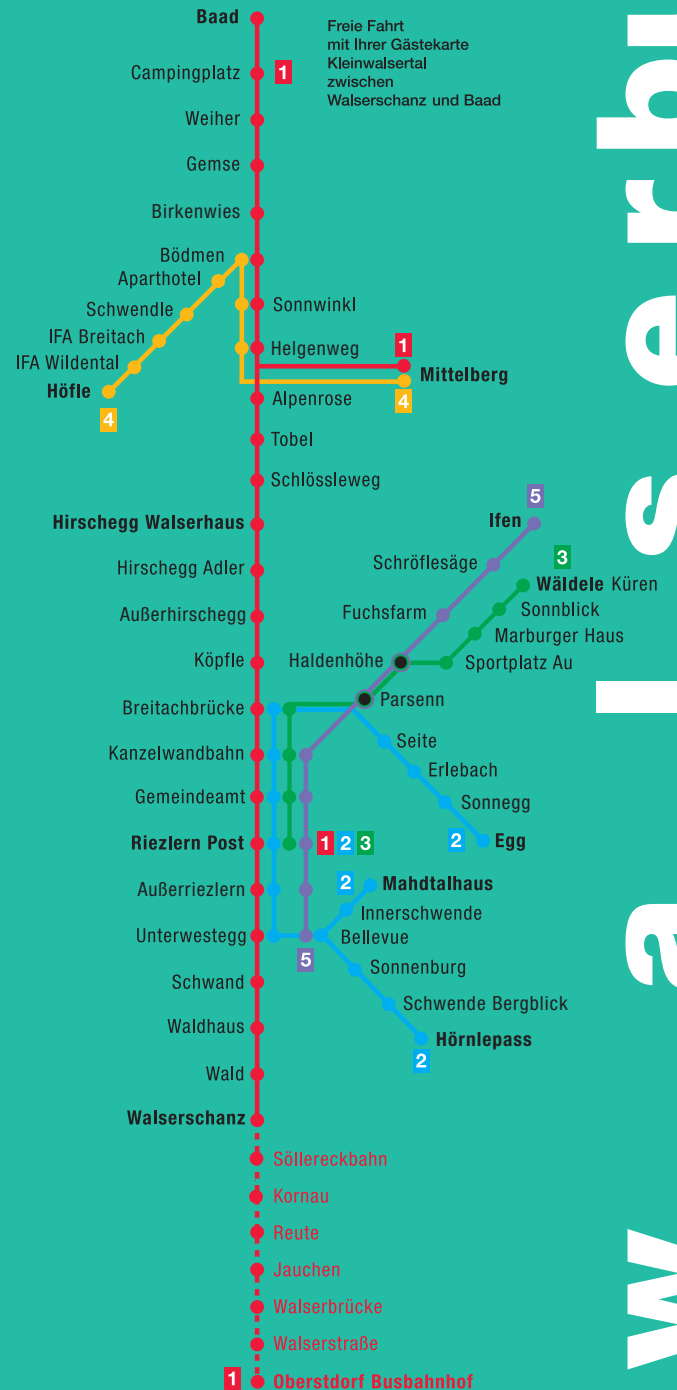 Baad
Freie Fahrt
mit Ihrer Gästekarte
Kleinwalsertal
zwischen
Walserschanz und Baad
Campingplatz
1
Weiher
Gemse
Birkenwies
Bödmen
Aparthotel
Schwendle
Sonnwinkl
IFA Breitach
Helgenweg
1
IFA Wildental
Mittelberg
Höfle
4
4
Alpenrose
Tobel
Schlössleweg
5
Hirschegg Walserhaus
Ifen
Hirschegg Adler
Schröflesäge
3
Wäldele Küren
Außerhirschegg
Fuchsfarm
Sonnblick
Marburger Haus
Köpfle
Haldenhöhe
Sportplatz Au
Breitachbrücke
Parsenn
Seite
Kanzelwandbahn
Erlebach
Gemeindeamt
Sonnegg
Riezlern Post
1 2 3
2
Egg
Außerriezlern
2
Mahdtalhaus
Innerschwende
Unterwestegg
Bellevue
5
Sonnenburg
Schwand
Schwende Bergblick
Waldhaus
Hörnlepass
2
Wald
Walserschanz
Söllereckbahn
Kornau
Reute
Jauchen
Walserbrücke
Walserstraße
1
Oberstdorf Busbahnhof
w a l s e r b